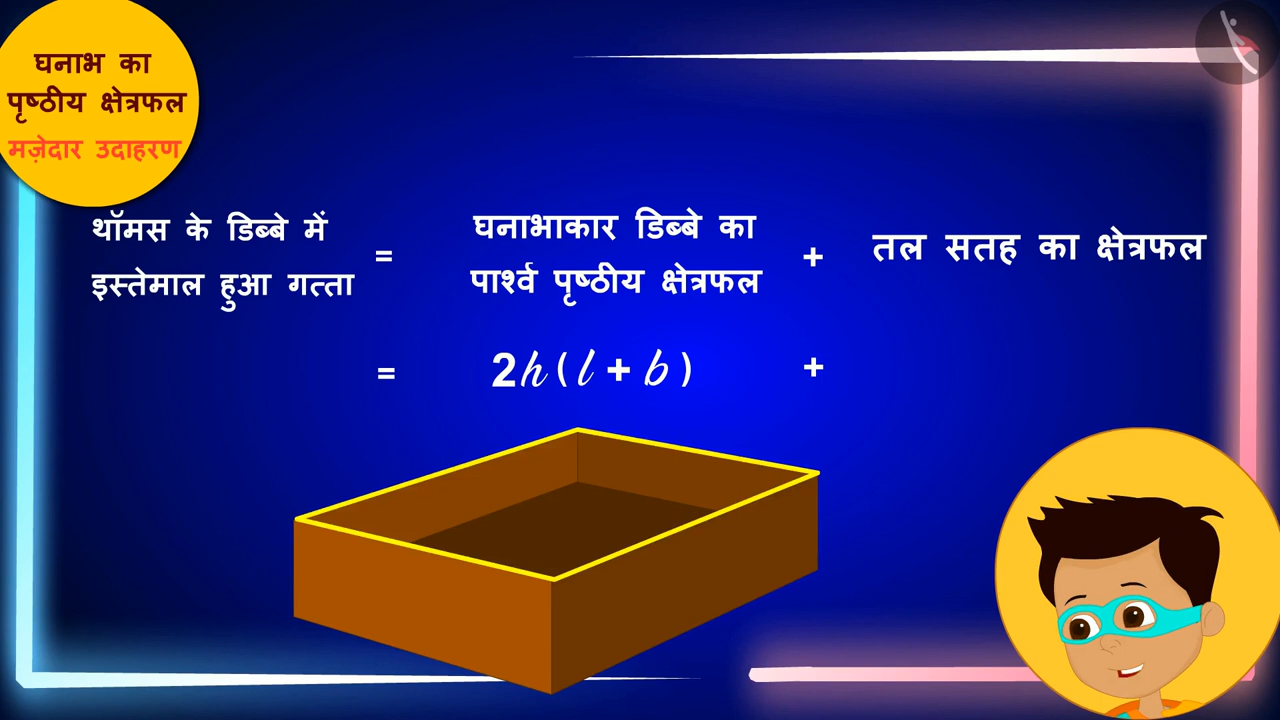 घनाभ का
पृष्ठीय क्षेत्रफल
मज़ेदार उदाहरण
थॉमस के डिब्बे में
इस्तेमाल हुआ गत्ता
=
घनाभाकार डिब्बे का
पार्श्व पृष्ठीय क्षेत्रफल
+
तल सतह का क्षेत्रफल
= 2h(l + b) +